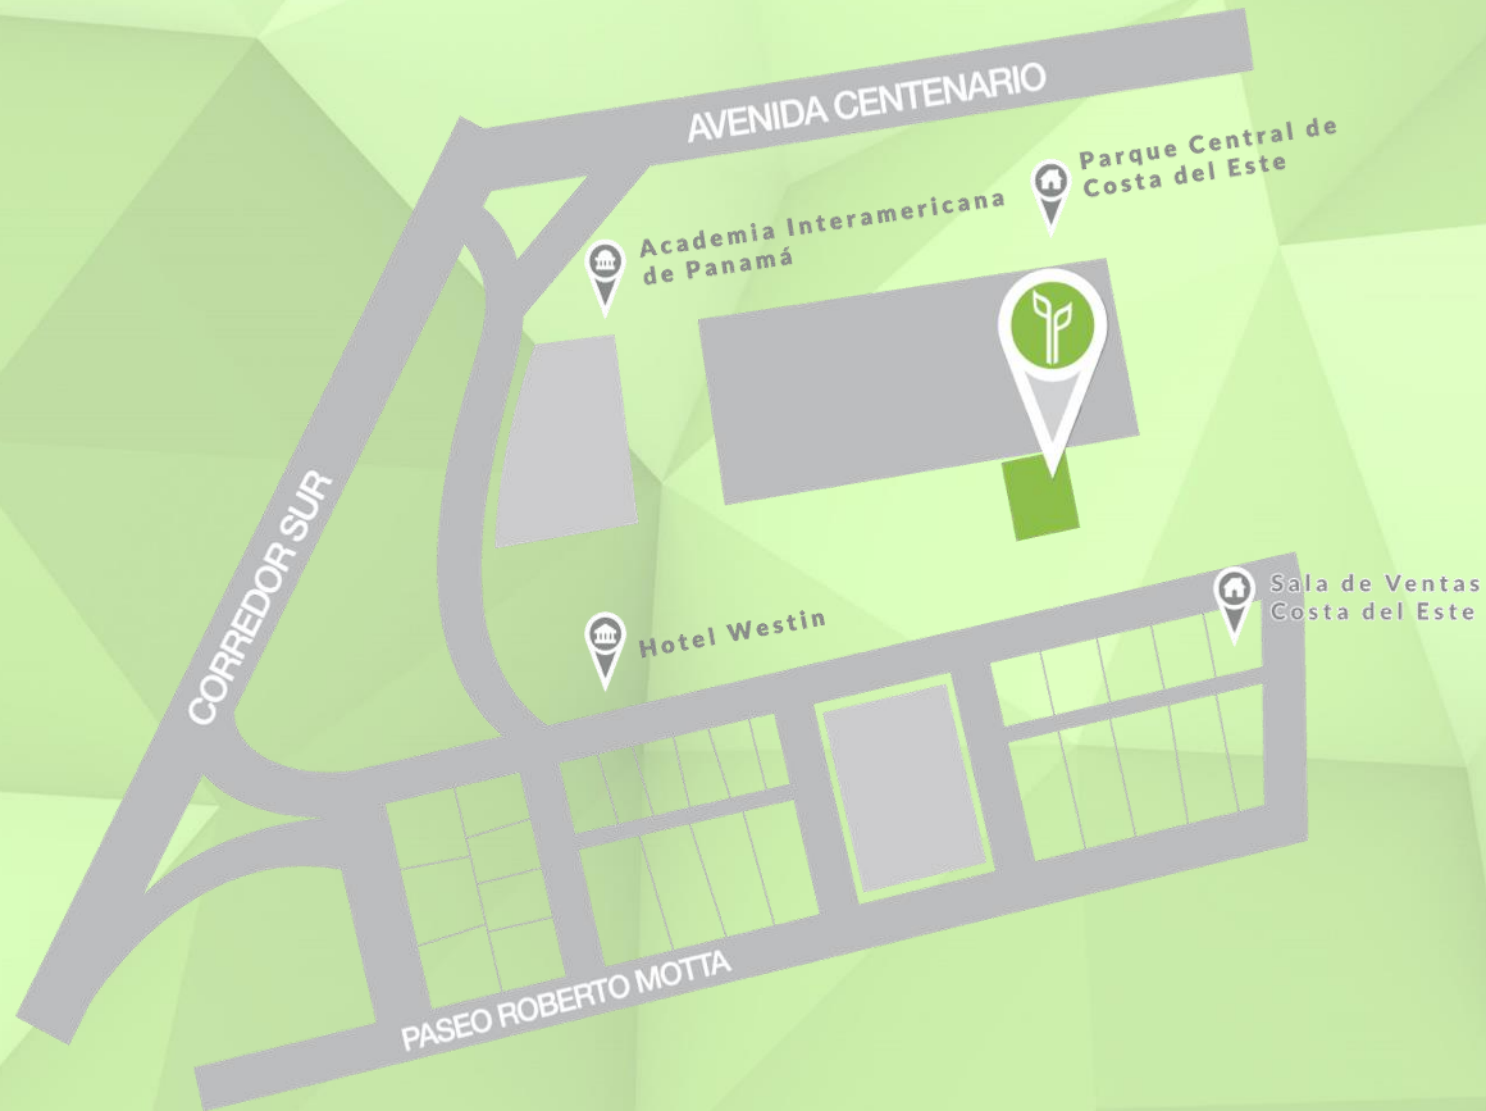 AVENIDA CENTENARIO
Parque Central de
Costa del Este
Academia Interamericana
de Panamá
CORREDOR SUR
Sala de Ventas
Costa del Este
Hotel Westin
PASEO ROBERTO MOTTA